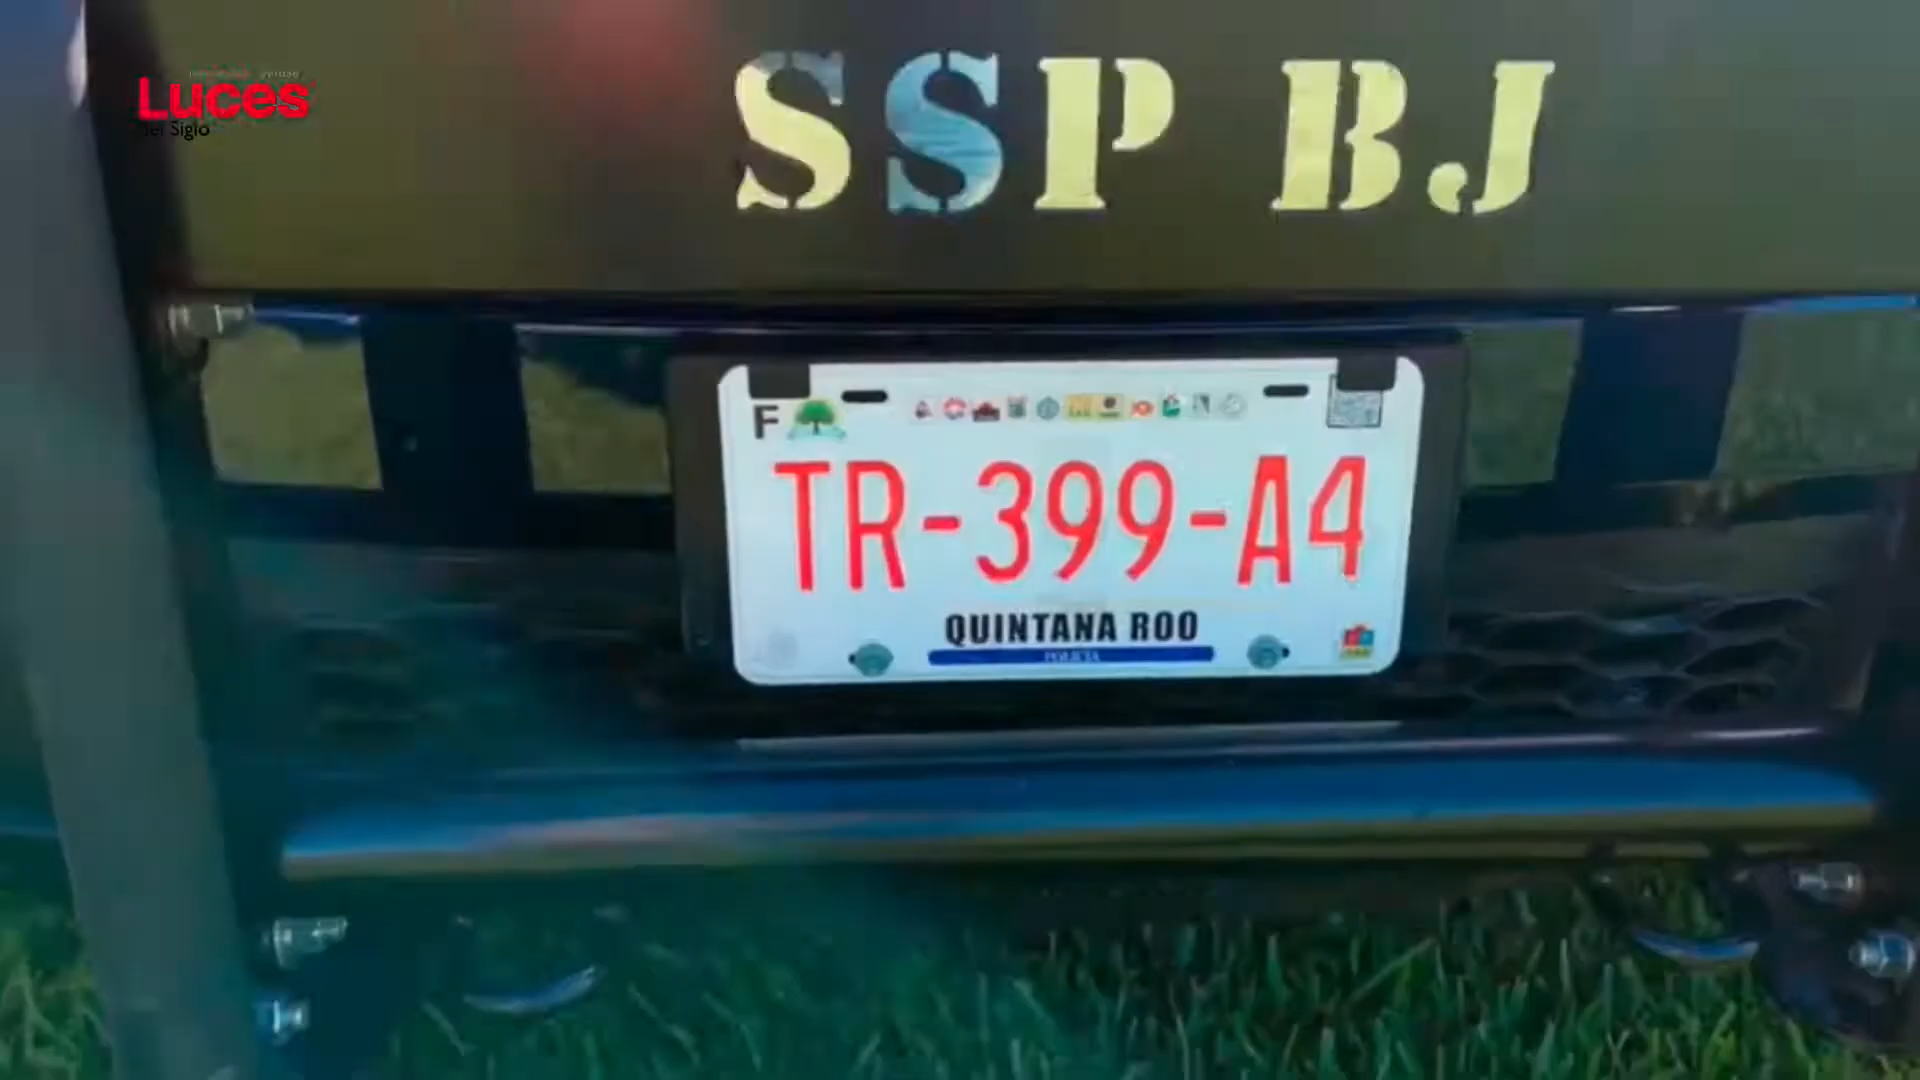 Luces
del Siglo
SSP BJ
F
TR-399-A4
QUINTANA ROO